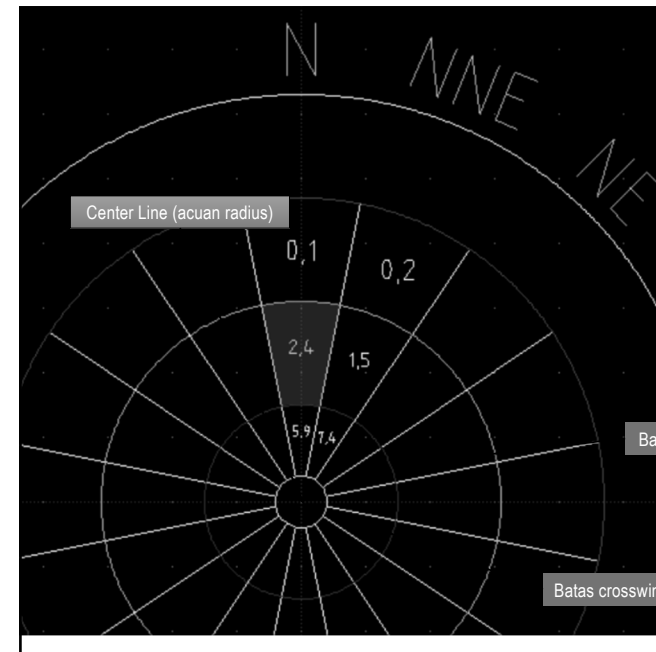 N NNE NE
Center Line (acuan radius)
0,1 0,2
2,4 1,5
5.9 7,4
Ba
Batas crosswin